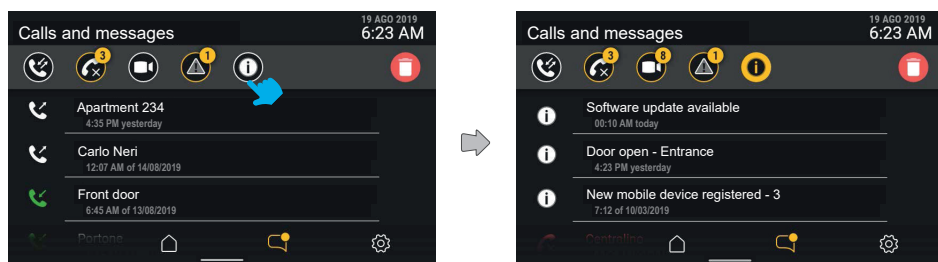 19 AGO 2019
Calls and messages 6:23 AM
3 1
Apartment 234
4:35 PM yesterday
Carlo Neri
12:07 AM of 14/08/2019
Front door
6:45 AM of 13/08/2019
Portone
19 AGO 2019
Calls and messages 6:23 AM
3 8 1
Software update available
00:10 AM today
Door open - Entrance
4:23 PM yesterday
New mobile device registered - 3
7:12 of 10/03/2019
Centralino